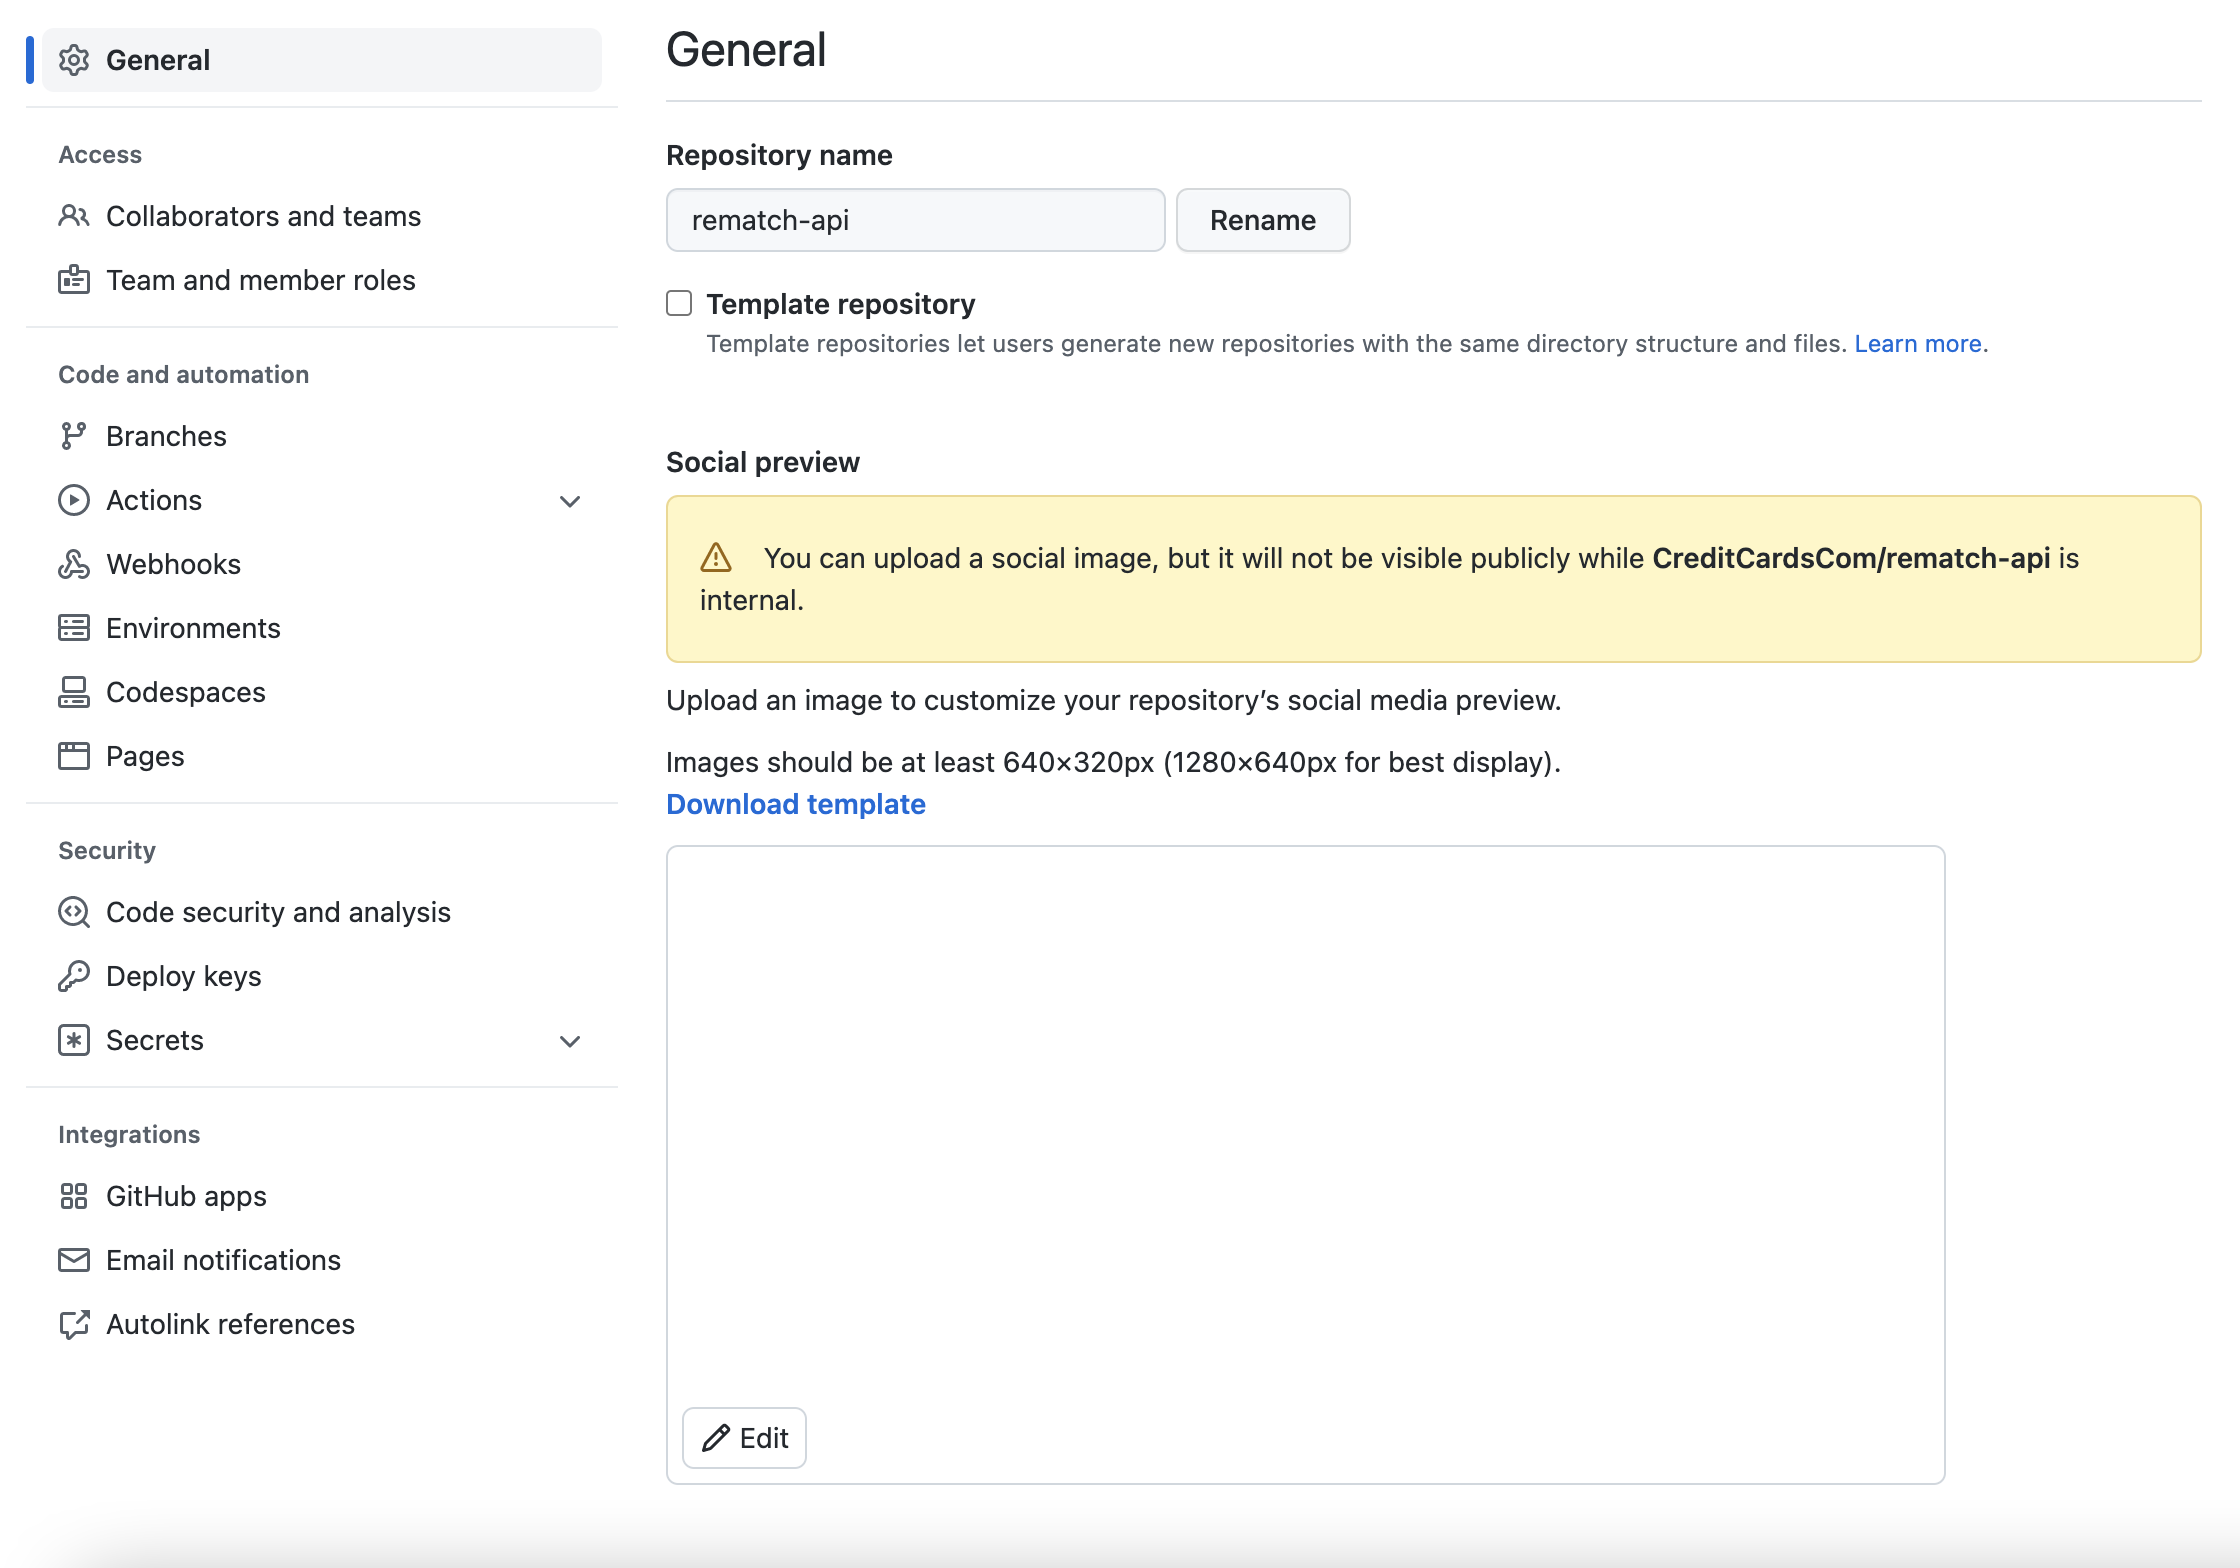 General
Access
Collaborators and teams
Team and member roles
Code and automation
Branches
Actions
Webhooks
Environments
Codespaces
Pages
Security
Code security and analysis
Deploy keys
Secrets
Integrations
GitHub apps
Email notifications
Autolink references
General
Repository name
rematch-api
Rename
Template repository
Template repositories let users generate new repositories with the same directory structure and files. Learn more.
Social preview
You can upload a social image, but it will not be visible publicly while CreditCardsCom/rematch-api is
internal.
Upload an image to customize your repository’s social media preview.
Images should be at least 640×320px (1280×640px for best display).
Download template
Edit